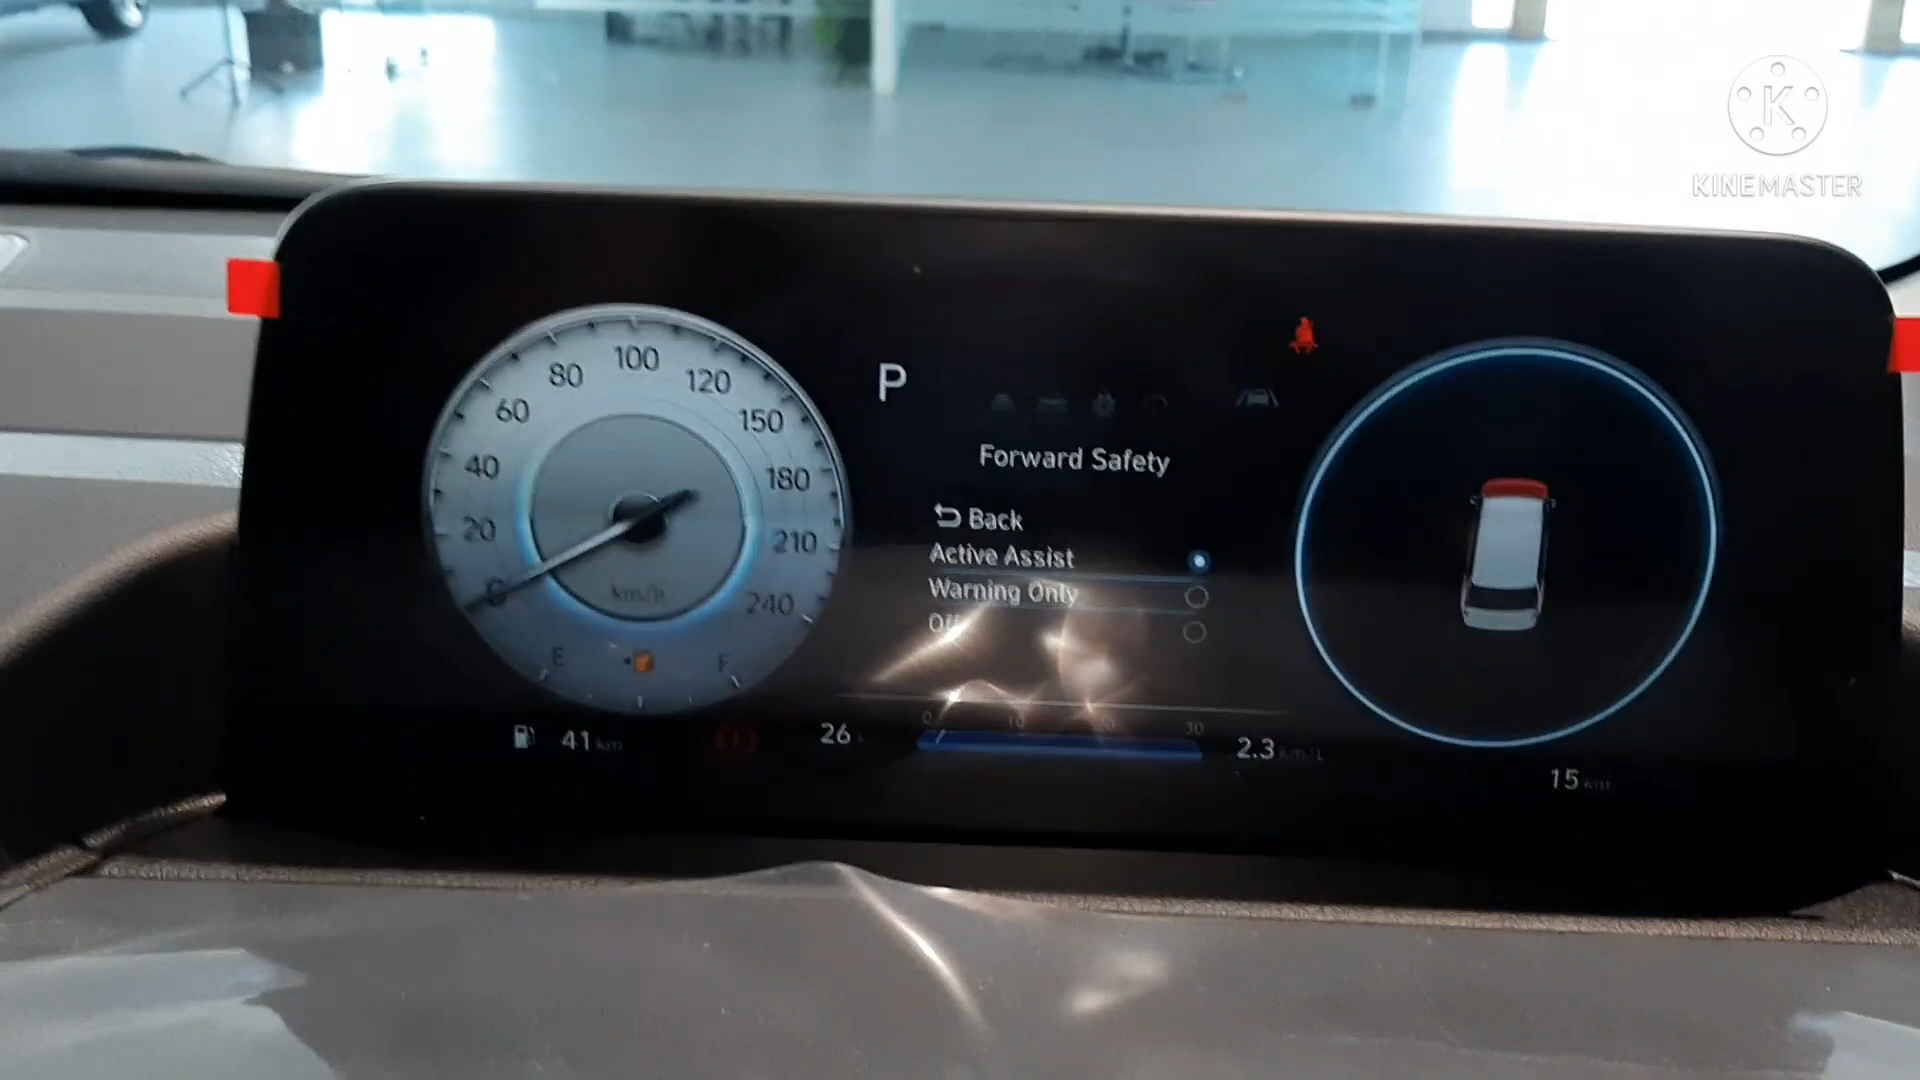 K
KINEMASTER
100
80
120
60
150
40
180
20
210
0
km/h
240
E
F
P
Forward Safety
Back
Active Assist
Warning Only
Off
0 10 20 30
41 km
26
2.3 km/L
15 km